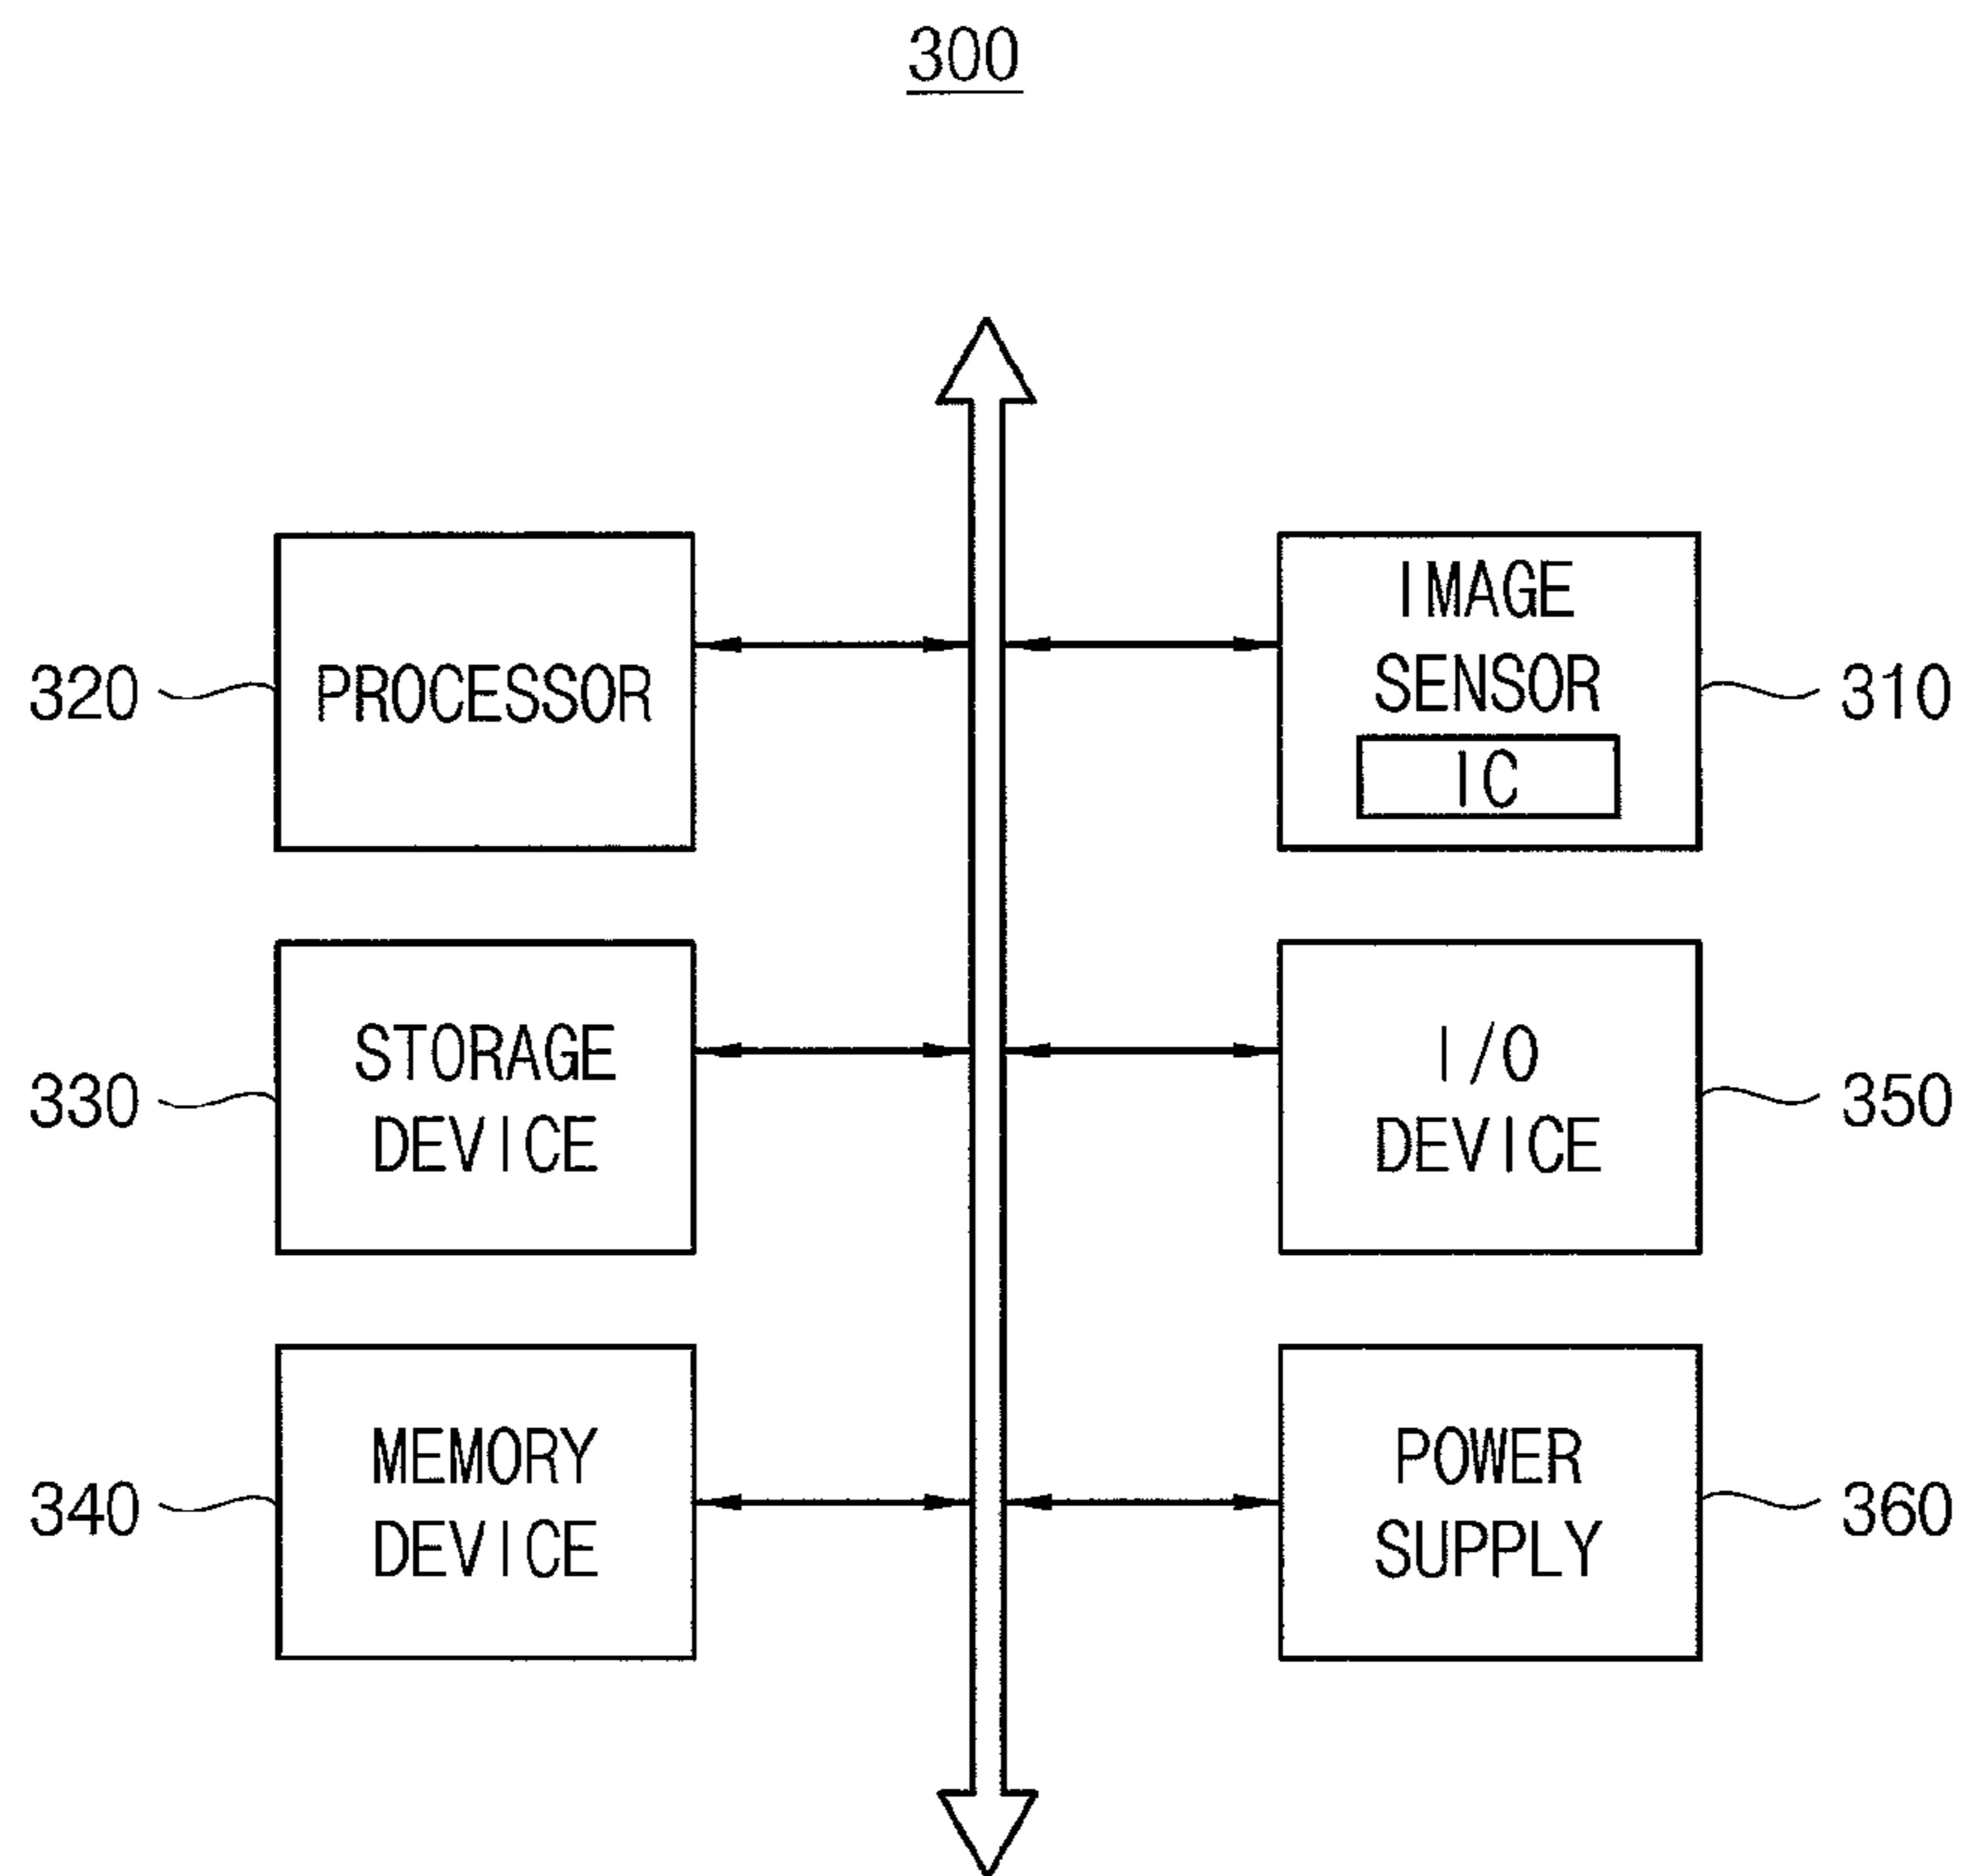 300
PROCESSOR
320
IMAGE
SENSOR
IC
310
STORAGE
DEVICE
330
I/O
DEVICE
350
MEMORY
DEVICE
340
POWER
SUPPLY
360